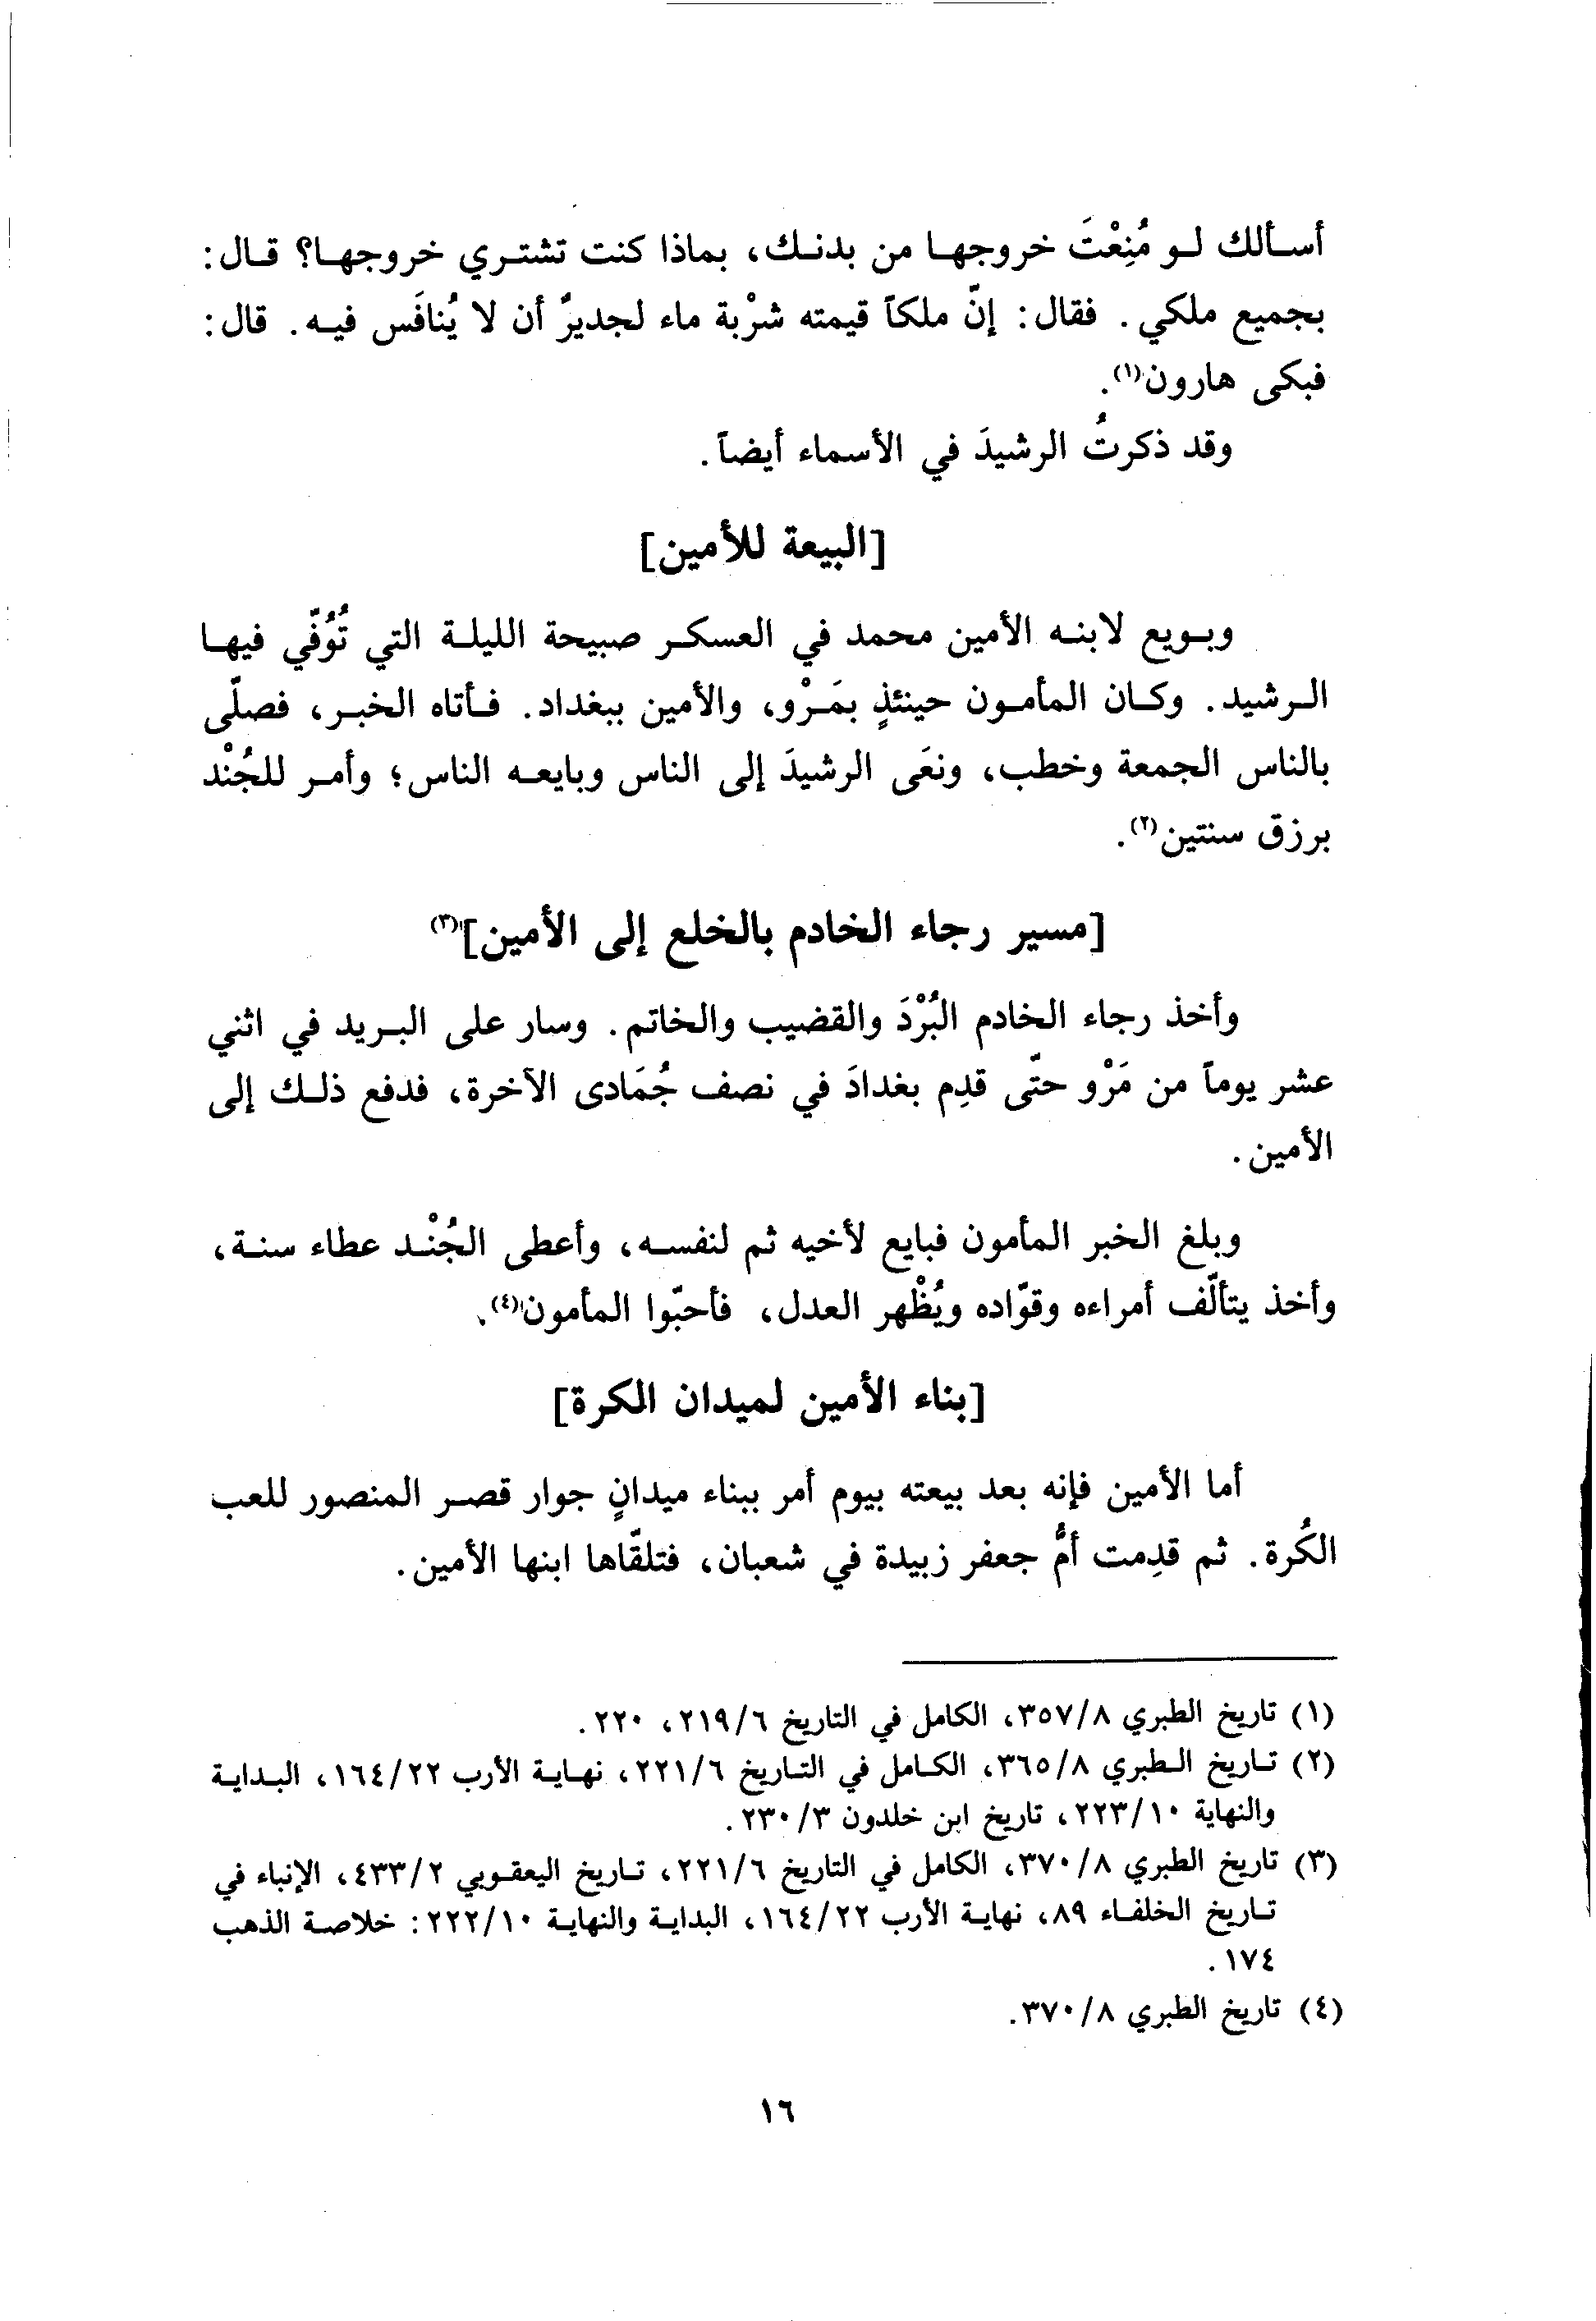 أسألك لو مُنِعْتَ خروجها من بدنك، بماذا كنت تشتري خروجها؟ قال:
بجميع ملكي. فقال: إنّ ملكاً قيمته شرْبة ماء لجديرٌ أن لا يُنافَس فيه. قال:
فبكى هارون(١).
وقد ذكرتُ الرشيدَ في الأسماء أيضاً.
[البيعة للأمين]
وبويع لابنه الأمين محمد في العسكر صبيحة الليلة التي تُوُفّي فيها
الرشيد. وكان المأمون حينئذٍ بمَرْو، والأمين ببغداد. فأتاه الخبر، فصلّى
بالناس الجمعة وخطب، ونعَى الرشيدَ إلى الناس وبايعه الناس؛ وأمر للجُنْد
برزق سنتين(٢).
[مسير رجاء الخادم بالخلع إلى الأمين](٣)
وأخذ رجاء الخادم البُرْدَ والقضيب والخاتم. وسار على البريد في اثني
عشر يوماً من مَرْو حتّى قدِم بغدادَ في نصف جُمَادى الآخرة، فدفع ذلك إلى
الأمين.
وبلغ الخبر المأمون فبايع لأخيه ثم لنفسه، وأعطى الجُنْد عطاء سنة،
وأخذ يتألّف أمراءه وقوّاده ويُظْهر العدل، فأحبّوا المأمون(٤).
[بناء الأمين لميدان الكرة]
أما الأمين فإنه بعد بيعته بيوم أمر ببناء ميدانٍ جوار قصر المنصور للعب
الكُرة. ثم قدِمت أمُّ جعفر زبيدة في شعبان، فتلقّاها ابنها الأمين.
(١) تاريخ الطبري ٣٥٧/٨، الكامل في التاريخ ٢١٩/٦، ٢٢٠.
(٢) تاريخ الطبري ٣٦٥/٨، الكامل في التاريخ ٢٢١/٦، نهاية الأرب ١٦٤/٢٢، البداية
والنهاية ٢٢٣/١٠، تاريخ ابن خلدون ٢٣٠/٣.
(٣) تاريخ الطبري ٣٧٠/٨، الكامل في التاريخ ٢٢١/٦، تاريخ اليعقوبي ٤٣٣/٢، الإنباء في
تاريخ الخلفاء ٨٩، نهاية الأرب ١٦٤/٢٢، البداية والنهاية ٢٢٢/١٠: خلاصة الذهب
١٧٤.
(٤) تاريخ الطبري ٣٧٠/٨.
١٦